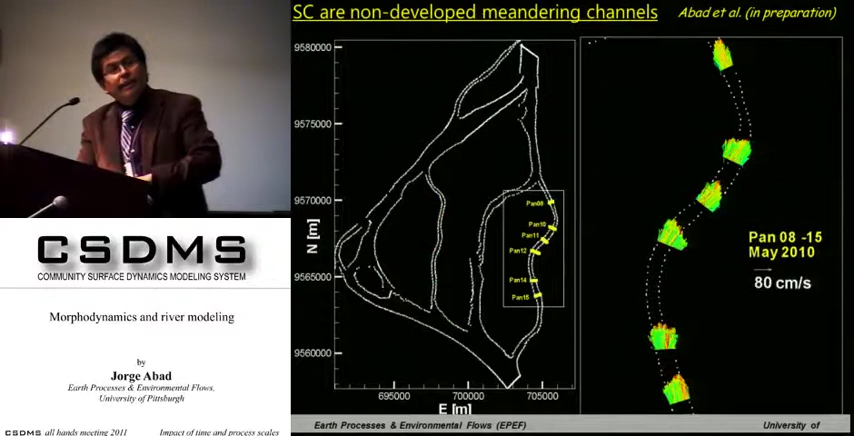 SC are non-developed meandering channels
Abad et al. (in preparation)
9580000
9575000
9570000
9565000
9560000
N [m]
695000
700000
705000
E [m]
Pan08
Pan10
Pan11
Pan12
Pan14
Pan15
Pan 08 -15
May 2010
80 cm/s
Earth Processes & Environmental Flows (EPEF)
University of
CSDMS
COMMUNITY SURFACE DYNAMICS MODELING SYSTEM
Morphodynamics and river modeling
by
Jorge Abad
Earth Processes & Environmental Flows,
University of Pittsburgh
CSDMS all hands meeting 2011
Impact of time and process scales